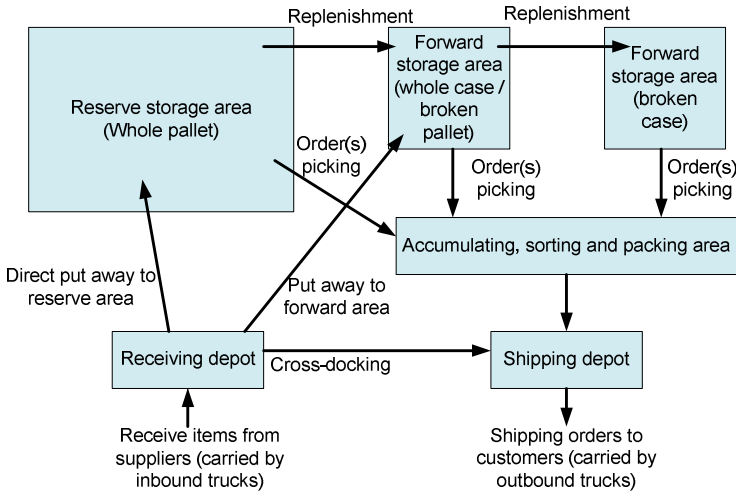 Replenishment
Replenishment
Reserve storage area
(Whole pallet)
Forward
storage area
(whole case /
broken
pallet)
Forward
storage area
(broken
case)
Order(s)
picking
Order(s)
picking
Order(s)
picking
Accumulating, sorting and packing area
Direct put away to
reserve area
Put away to
forward area
Receiving depot
Cross-docking
Shipping depot
Receive items from
suppliers (carried by
inbound trucks)
Shipping orders to
customers (carried by
outbound trucks)